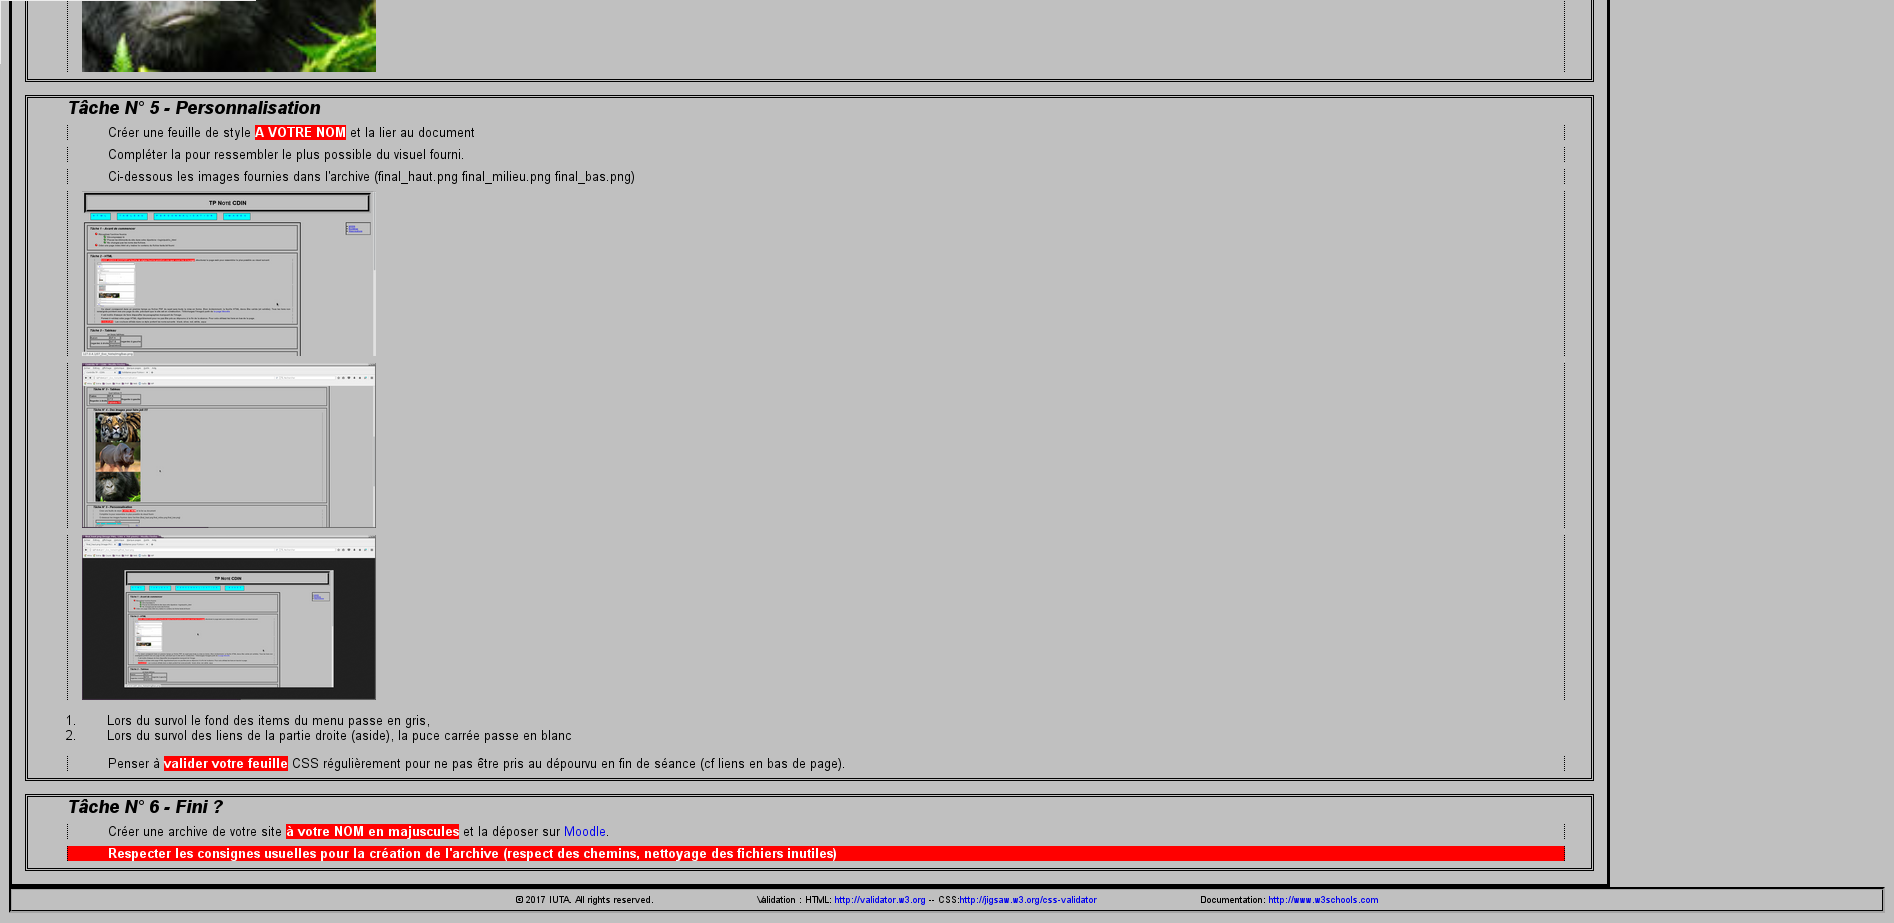 Tâche N° 5 - Personnalisation
Créer une feuille de style A VOTRE NOM et la lier au document
Compléter la pour ressembler le plus possible du visuel fourni.
Ci-dessous les images fournies dans l'archive (final_haut.png final_milieu.png final_bas.png)
TP Noté CDIN
TP Noté CDIN
1. Lors du survol le fond des items du menu passe en gris,
2. Lors du survol des liens de la partie droite (aside), la puce carrée passe en blanc
Penser à valider votre feuille CSS régulièrement pour ne pas être pris au dépourvu en fin de séance (cf liens en bas de page).
Tâche N° 6 - Fini ?
Créer une archive de votre site à votre NOM en majuscules et la déposer sur Moodle.
Respecter les consignes usuelles pour la création de l'archive (respect des chemins, nettoyage des fichiers inutiles)
© 2017 IUTA. All rights reserved. Validation : HTML: http://validator.w3.org -- CSS:http://jigsaw.w3.org/css-validator Documentation: http://www.w3schools.com